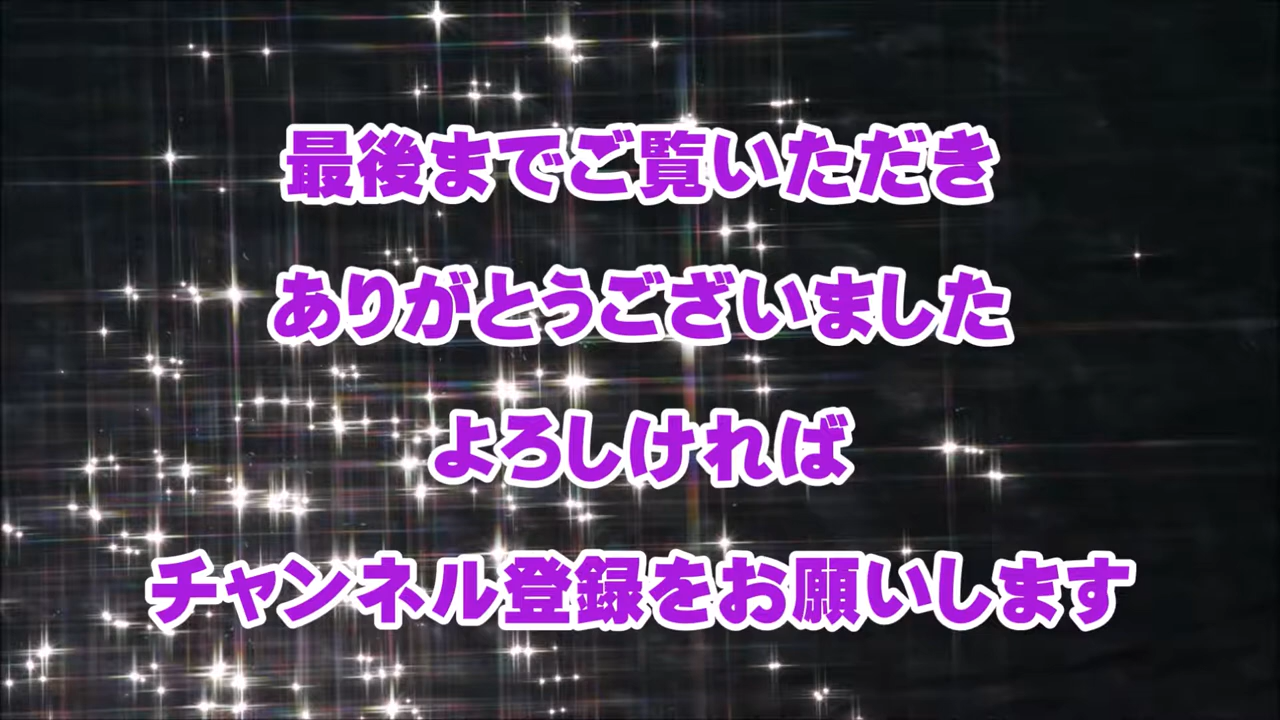 最後までご覧いただき
ありがとうございました
よろしければ
チャンネル登録をお願いします